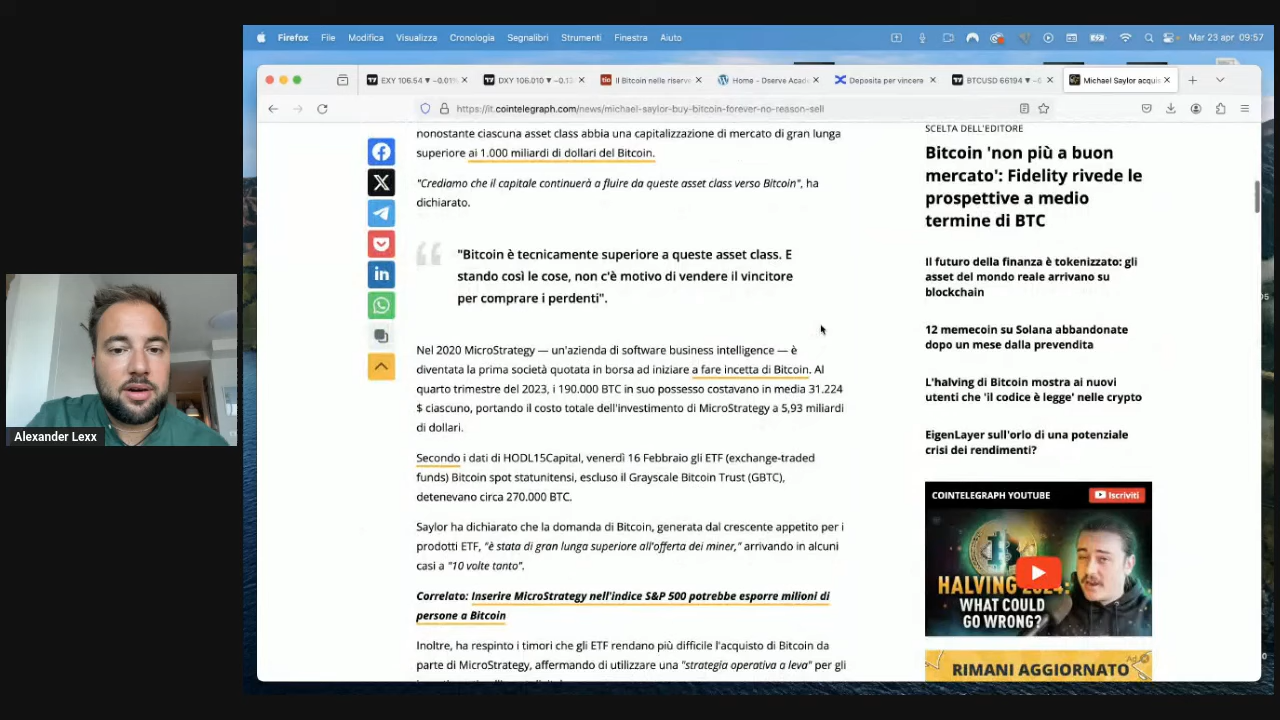 Firefox File Modifica Visualizza Cronologia Segnalibri Strumenti Finestra Aiuto
Mar 23 apr 09:57
EXY 106.54 ▼ −0.01%
DXY 106.010 ▼ −0.1
Il Bitcoin nelle riserve
Home – Dserve Acad
Deposita per vincere
BTCUSD 66194 ▼ −
Michael Saylor acquis
https://it.cointelegraph.com/news/michael-saylor-buy-bitcoin-forever-no-reason-sell
nonostante ciascuna asset class abbia una capitalizzazione di mercato di gran lunga
superiore ai 1.000 miliardi di dollari del Bitcoin.
"Crediamo che il capitale continuerà a fluire da queste asset class verso Bitcoin", ha
dichiarato.
"Bitcoin è tecnicamente superiore a queste asset class. E
stando così le cose, non c'è motivo di vendere il vincitore
per comprare i perdenti".
Nel 2020 MicroStrategy — un'azienda di software business intelligence — è
diventata la prima società quotata in borsa ad iniziare a fare incetta di Bitcoin. Al
quarto trimestre del 2023, i 190.000 BTC in suo possesso costavano in media 31.224
$ ciascuno, portando il costo totale dell'investimento di MicroStrategy a 5,93 miliardi
di dollari.
Secondo i dati di HODL15Capital, venerdì 16 Febbraio gli ETF (exchange-traded
funds) Bitcoin spot statunitensi, escluso il Grayscale Bitcoin Trust (GBTC),
detenevano circa 270.000 BTC.
Saylor ha dichiarato che la domanda di Bitcoin, generata dal crescente appetito per i
prodotti ETF, "è stata di gran lunga superiore all'offerta dei miner," arrivando in alcuni
casi a "10 volte tanto".
Correlato: Inserire MicroStrategy nell'indice S&P 500 potrebbe esporre milioni di
persone a Bitcoin
Inoltre, ha respinto i timori che gli ETF rendano più difficile l'acquisto di Bitcoin da
parte di MicroStrategy, affermando di utilizzare una "strategia operativa a leva" per gli
SCELTA DELL'EDITORE
Bitcoin 'non più a buon
mercato': Fidelity rivede le
prospettive a medio
termine di BTC
Il futuro della finanza è tokenizzato: gli
asset del mondo reale arrivano su
blockchain
12 memecoin su Solana abbandonate
dopo un mese dalla prevendita
L'halving di Bitcoin mostra ai nuovi
utenti che 'il codice è legge' nelle crypto
EigenLayer sull'orlo di una potenziale
crisi dei rendimenti?
COINTELEGRAPH YOUTUBE
Iscriviti
HALVING 2024:
WHAT COULD
GO WRONG?
RIMANI AGGIORNATO
Alexander Lexx